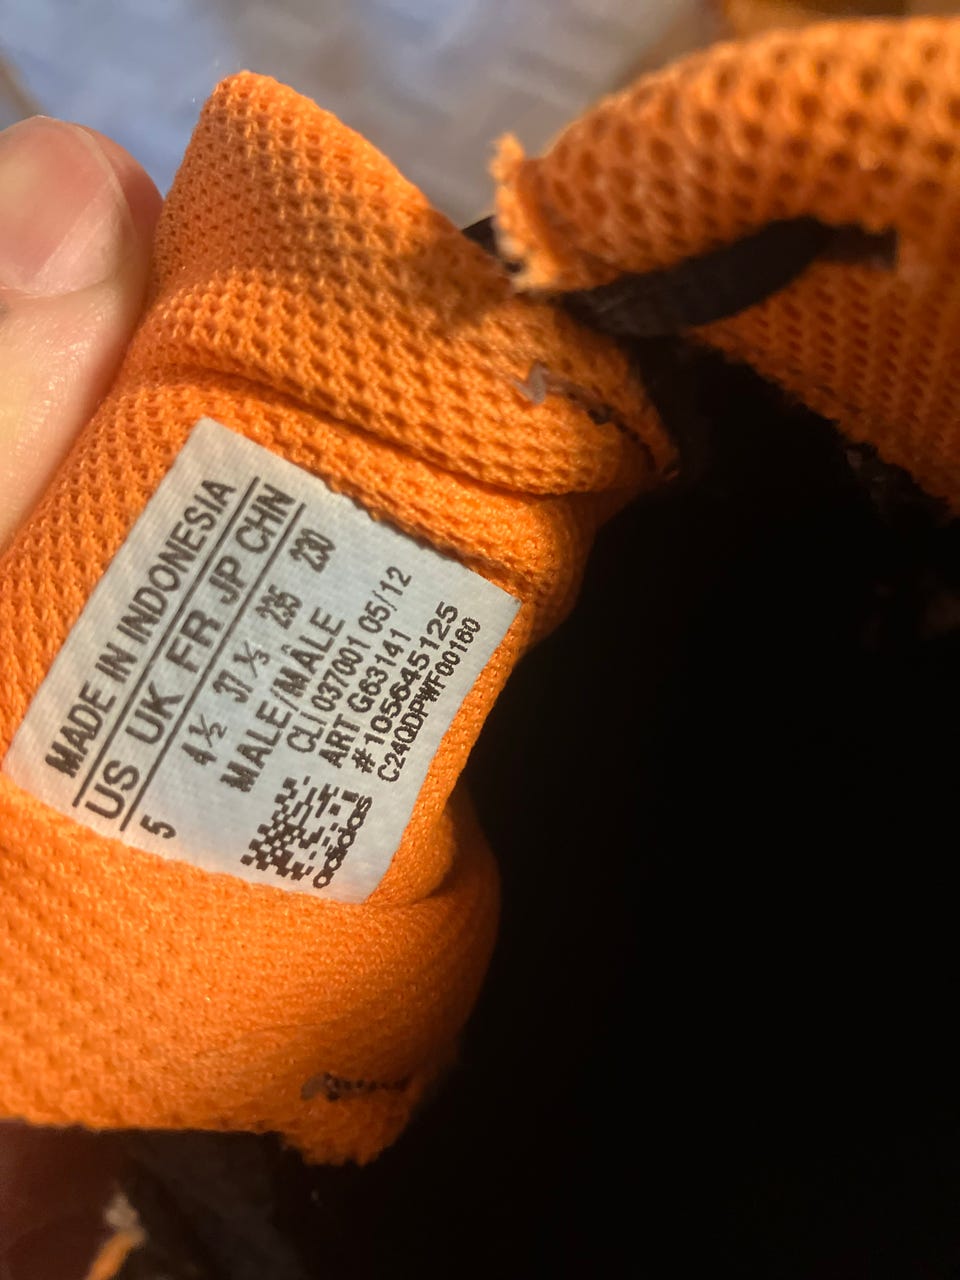 MADE IN INDONESIA
US UK FR JP CHN
5 4½ 37⅓ 235 230
MALE/MÂLE
CLI 037001 05/12
ART G63141
#105645125
C24QDPWF00160
adidas